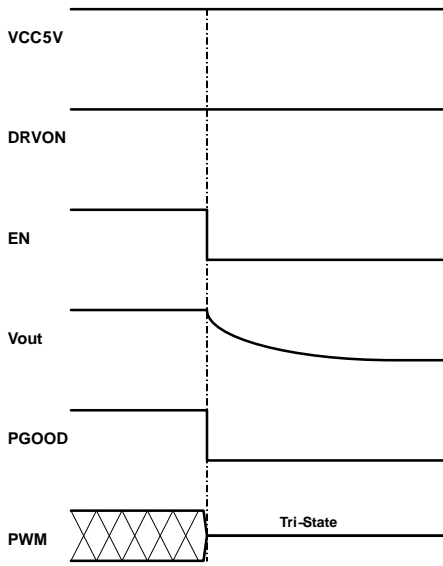 VCC5V
DRVON
EN
Vout
PGOOD
Tri-State
PWM